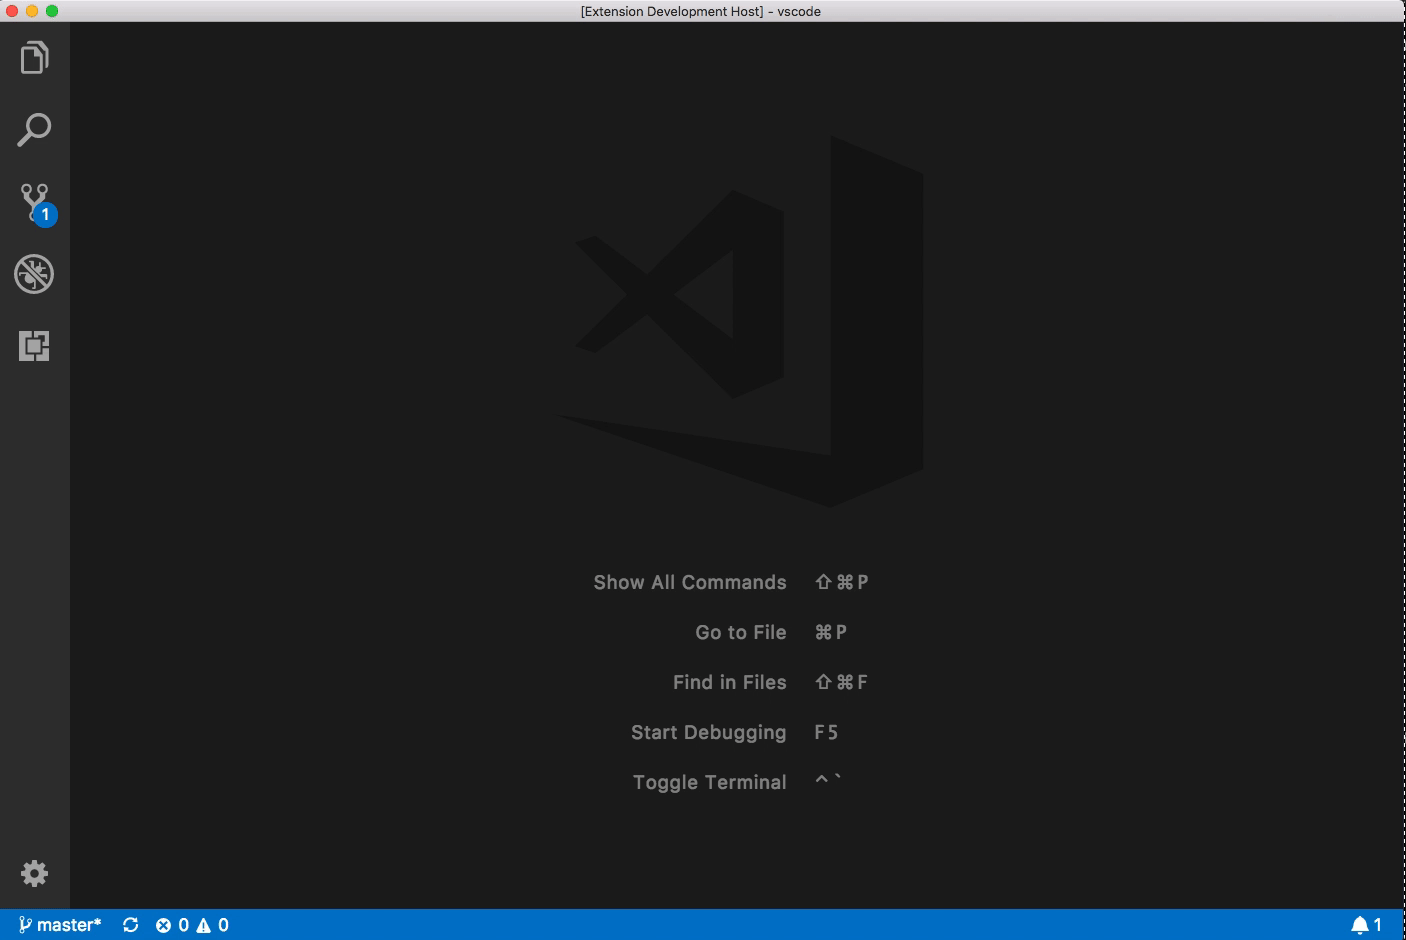 [Extension Development Host] - vscode
1
Show All Commands ⇧⌘P
Go to File ⌘P
Find in Files ⇧⌘F
Start Debugging F5
Toggle Terminal ^`
master* 0 0 1